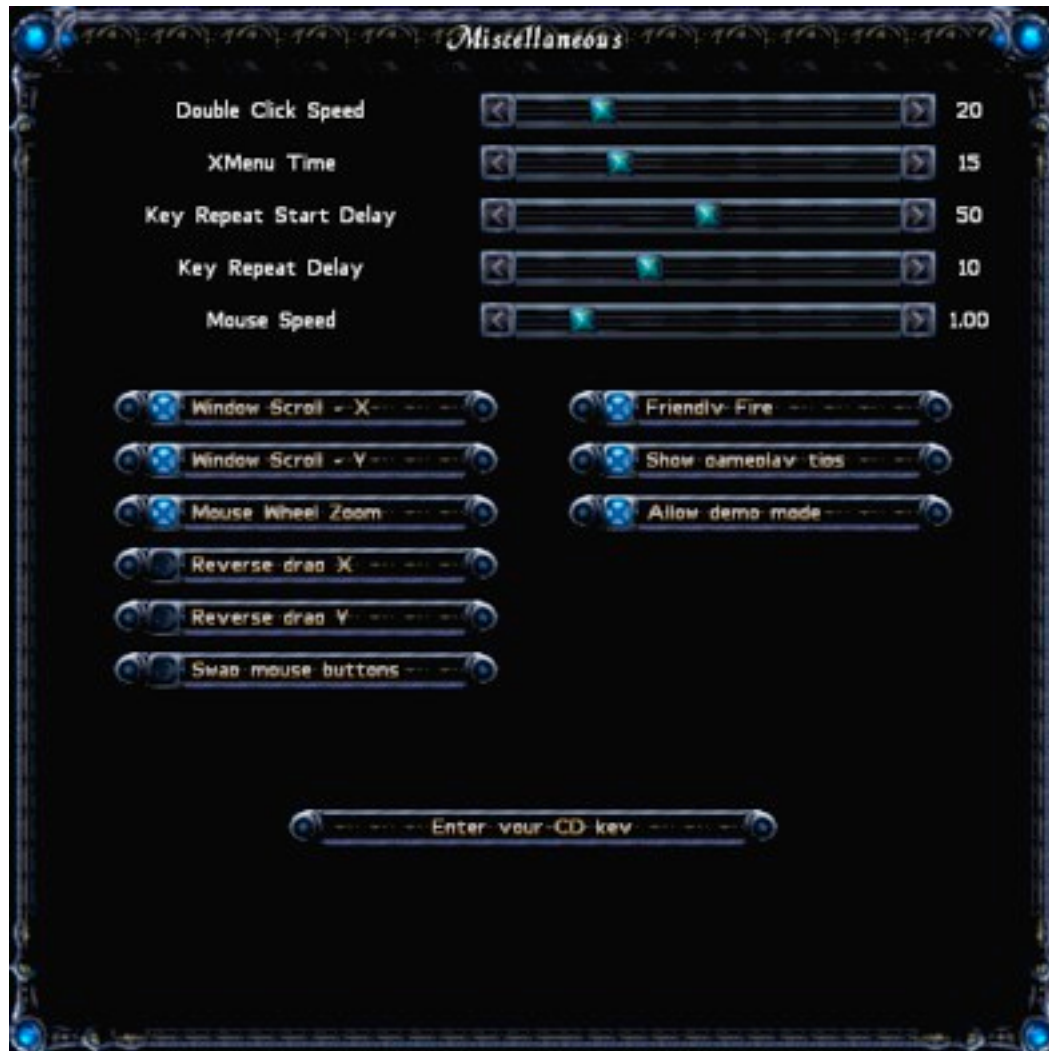 Miscellaneous
Double Click Speed 20
XMenu Time 15
Key Repeat Start Delay 50
Key Repeat Delay 10
Mouse Speed 1.00
Window Scroll - X
Friendly Fire
Window Scroll - Y
Show gameplay tips
Mouse Wheel Zoom
Allow demo mode
Reverse drag X
Reverse drag Y
Swap mouse buttons
Enter your CD key